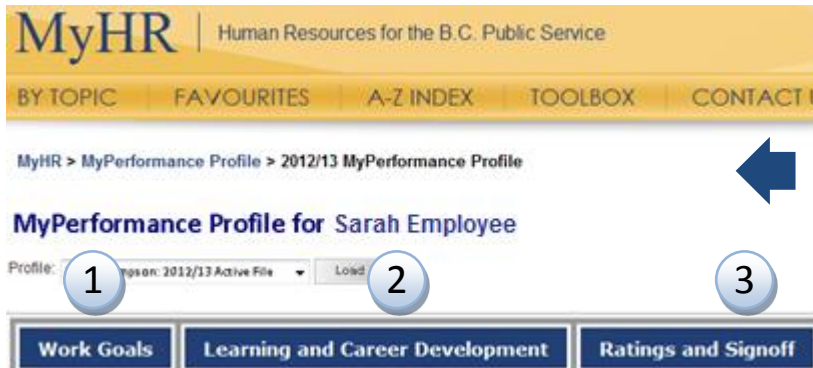 MyHR | Human Resources for the B.C. Public Service
BY TOPIC FAVOURITES A-Z INDEX TOOLBOX CONTACT
MyHR > MyPerformance Profile > 2012/13 MyPerformance Profile
MyPerformance Profile for Sarah Employee
Profile: 2012/13 Active File Load
1 2 3
Work Goals Learning and Career Development Ratings and Signoff